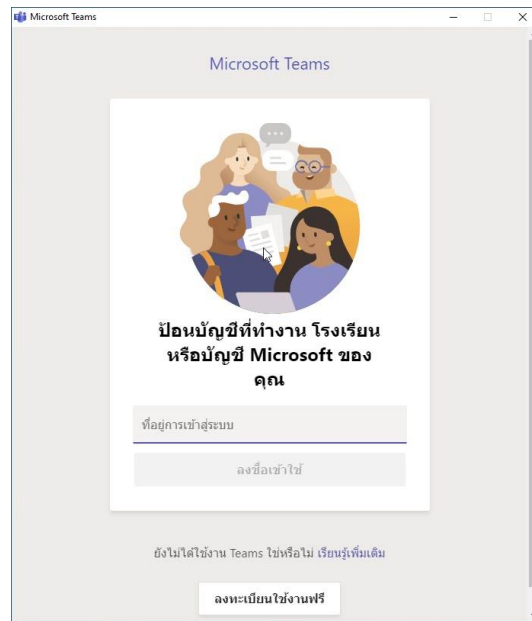 Microsoft Teams
Microsoft Teams
ป้อนบัญชีที่ทำงาน โรงเรียน
หรือบัญชี Microsoft ของ
คุณ
ที่อยู่การเข้าสู่ระบบ
ลงชื่อเข้าใช้
ยังไม่ได้ใช้งาน Teams ใช่หรือไม่ เรียนรู้เพิ่มเติม
ลงทะเบียนใช้งานฟรี